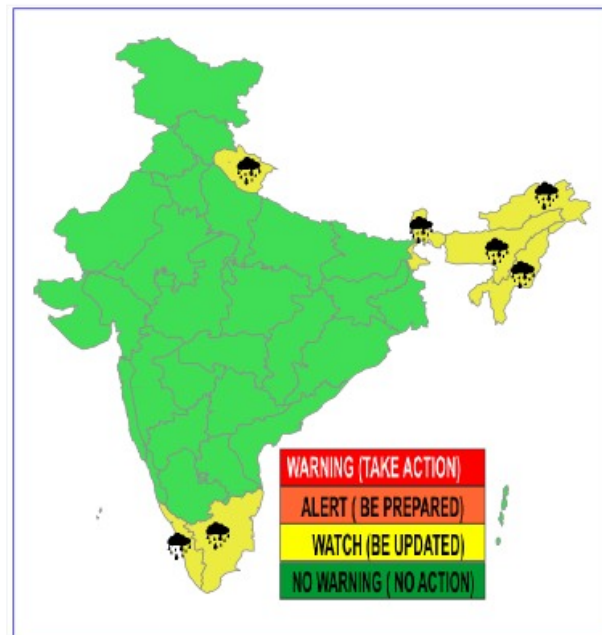 WARNING (TAKE ACTION)
ALERT ( BE PREPARED)
WATCH (BE UPDATED)
NO WARNING ( NO ACTION)